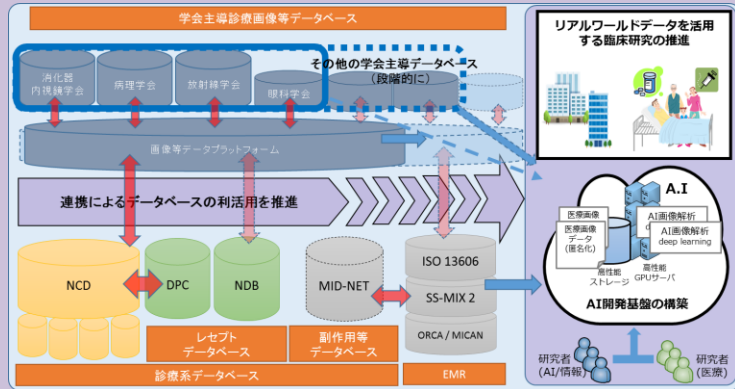 学会主導診療画像等データベース
消化器
内視鏡学会
病理学会
放射線学会
眼科学会
その他の学会主導データベース
(段階的に)
画像等データプラットフォーム
連携によるデータベースの利活用を推進
NCD
DPC
NDB
MID-NET
ISO 13606
SS-MIX 2
ORCA / MICAN
レセプト
データベース
副作用等
データベース
診療系データベース
EMR
リアルワールドデータを活用
する臨床研究の推進
A.I
医療画像
医療画像
データ
(匿名化)
AI画像解析
AI画像解析
deep learning
高性能
ストレージ
高性能
GPUサーバ
AI開発基盤の構築
研究者
(AI/情報)
研究者
(医療)